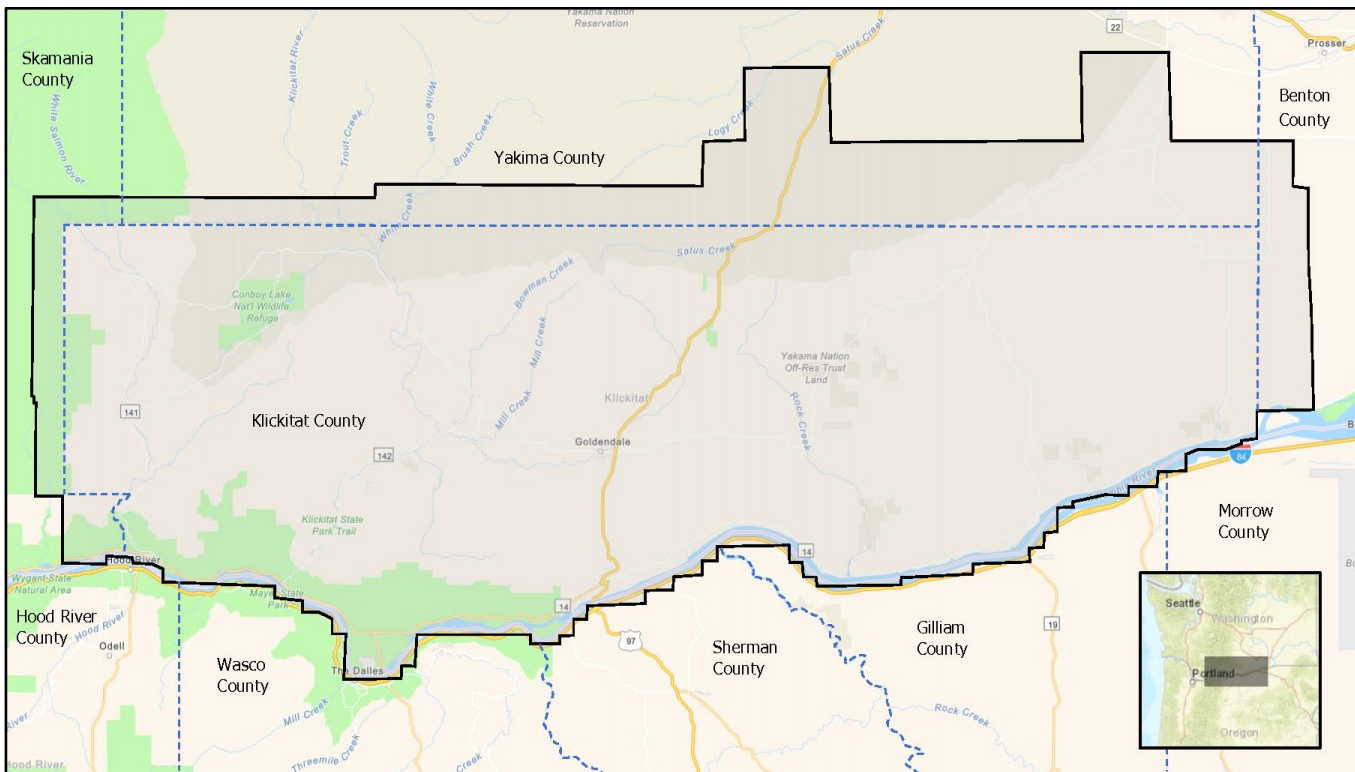 Yakama Nation
Reservation
Satus Creek
22
Prosser
Skamania
County
Klickitat River
White Creek
Trout Creek
Brush Creek
Logy Creek
White Salmon River
Benton
County
Yakima County
White Creek
Satus Creek
Bowman Creek
Conboy Lake
Nat'l Wildlife
Refuge
Mill Creek
Yakama Nation
Off-Res Trust
Land
Klickitat
141
Klickitat County
Mill Creek
Rock Creek
Goldendale
142
84
B
River
Klickitat State
Park Trail
Morrow
County
14
Hood River
Wygant State
Natural Area
Mayer State
Park
14
Hood River
County
Hood River
Odell
97
Sherman
County
Gilliam
County
19
Wasco
County
The Dalles
Seattle
Washington
Portland
Oregon
Mill Creek
Rock Creek
River
Threemile Creek
Creek
Hood River